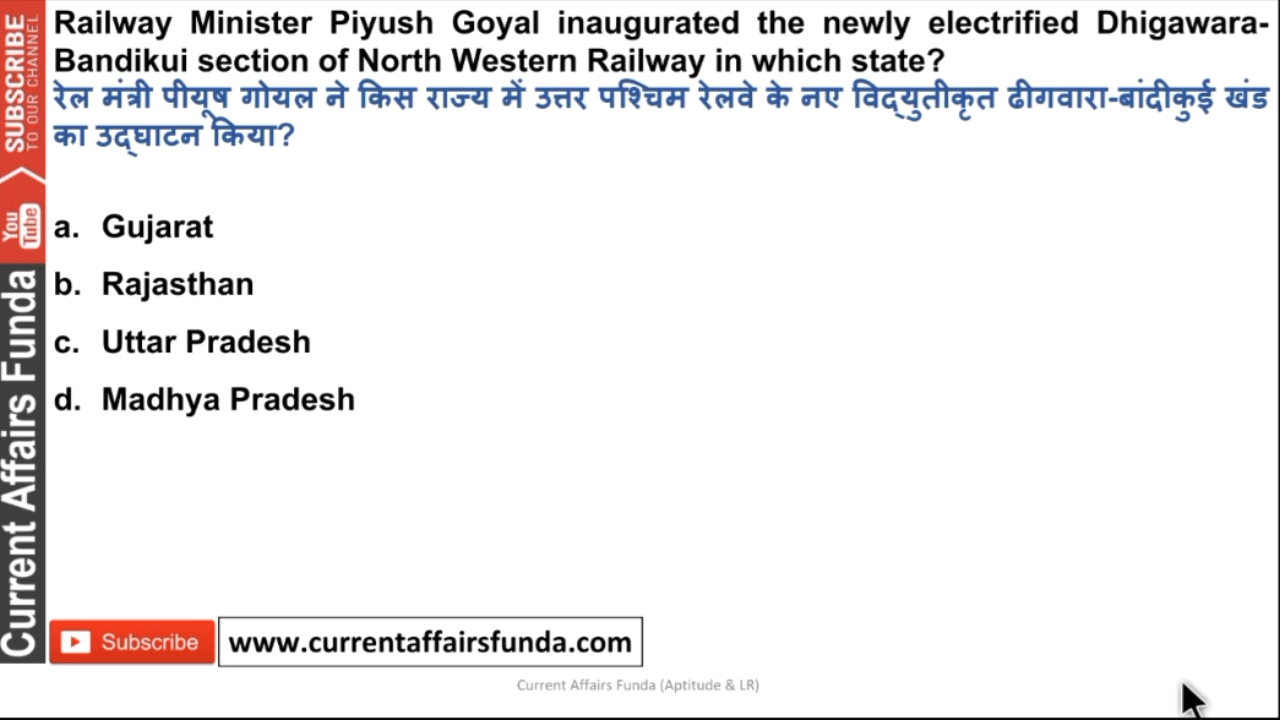 Railway Minister Piyush Goyal inaugurated the newly electrified Dhigawara-
Bandikui section of North Western Railway in which state?
रेल मंत्री पीयूष गोयल ने किस राज्य में उत्तर पश्चिम रेलवे के नए विद्युतीकृत ढीगवारा-बांदीकुई खंड
का उद्घाटन किया?
a. Gujarat
b. Rajasthan
c. Uttar Pradesh
d. Madhya Pradesh
SUBSCRIBE
TO OUR CHANNEL
You
Tube
Current Affairs Funda
Subscribe
www.currentaffairsfunda.com
Current Affairs Funda (Aptitude & LR)